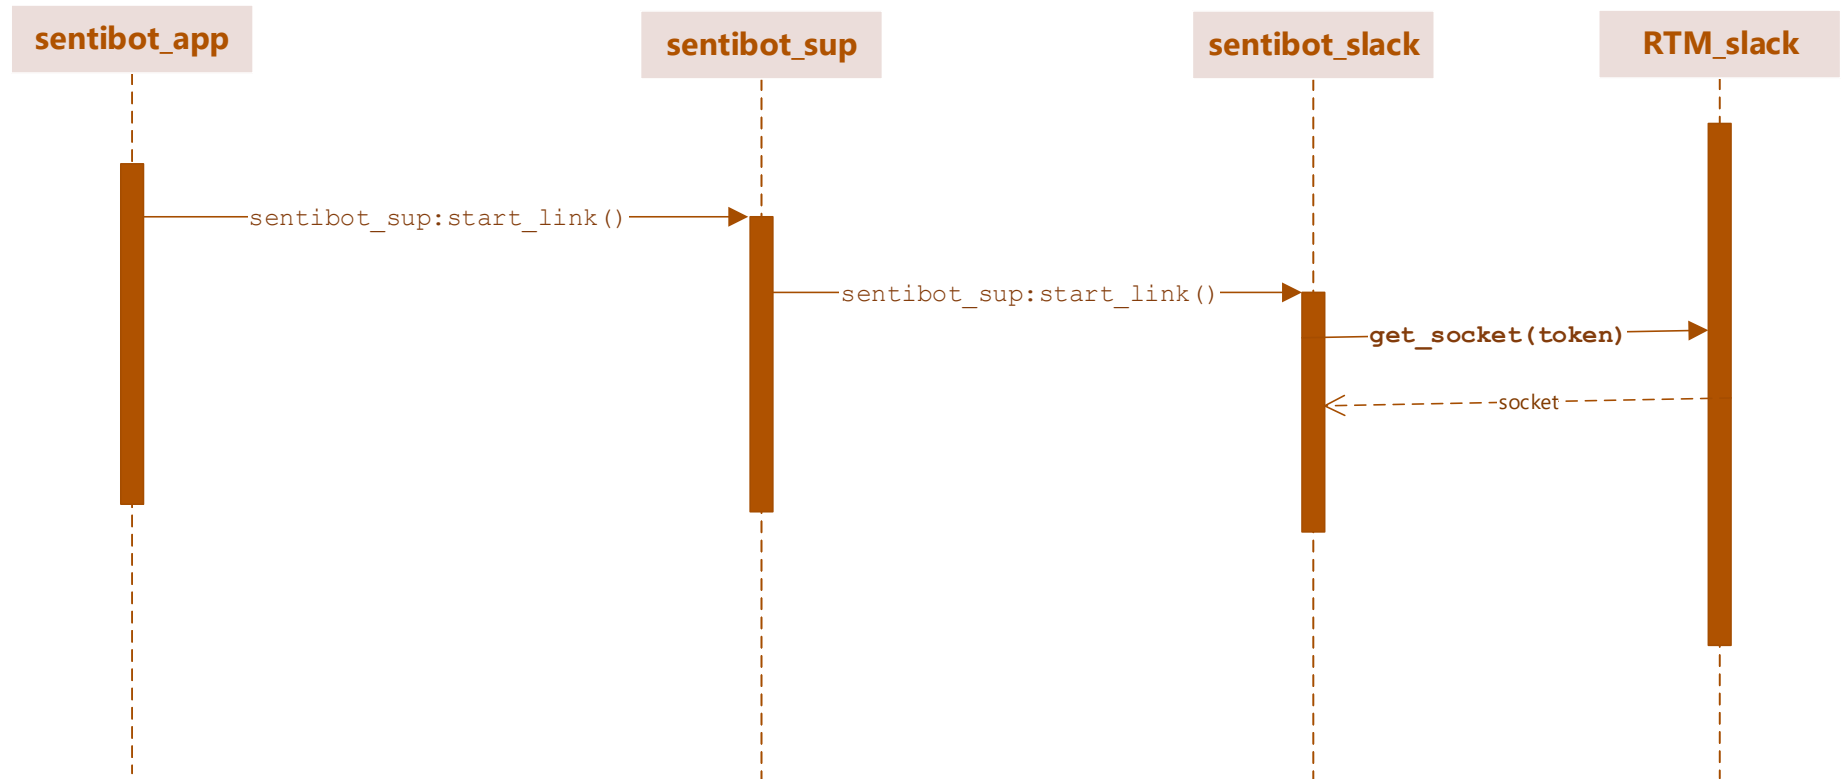 sentibot_app
sentibot_sup
sentibot_slack
RTM_slack
sentibot_sup:start_link()
sentibot_sup:start_link()
get_socket(token)
socket